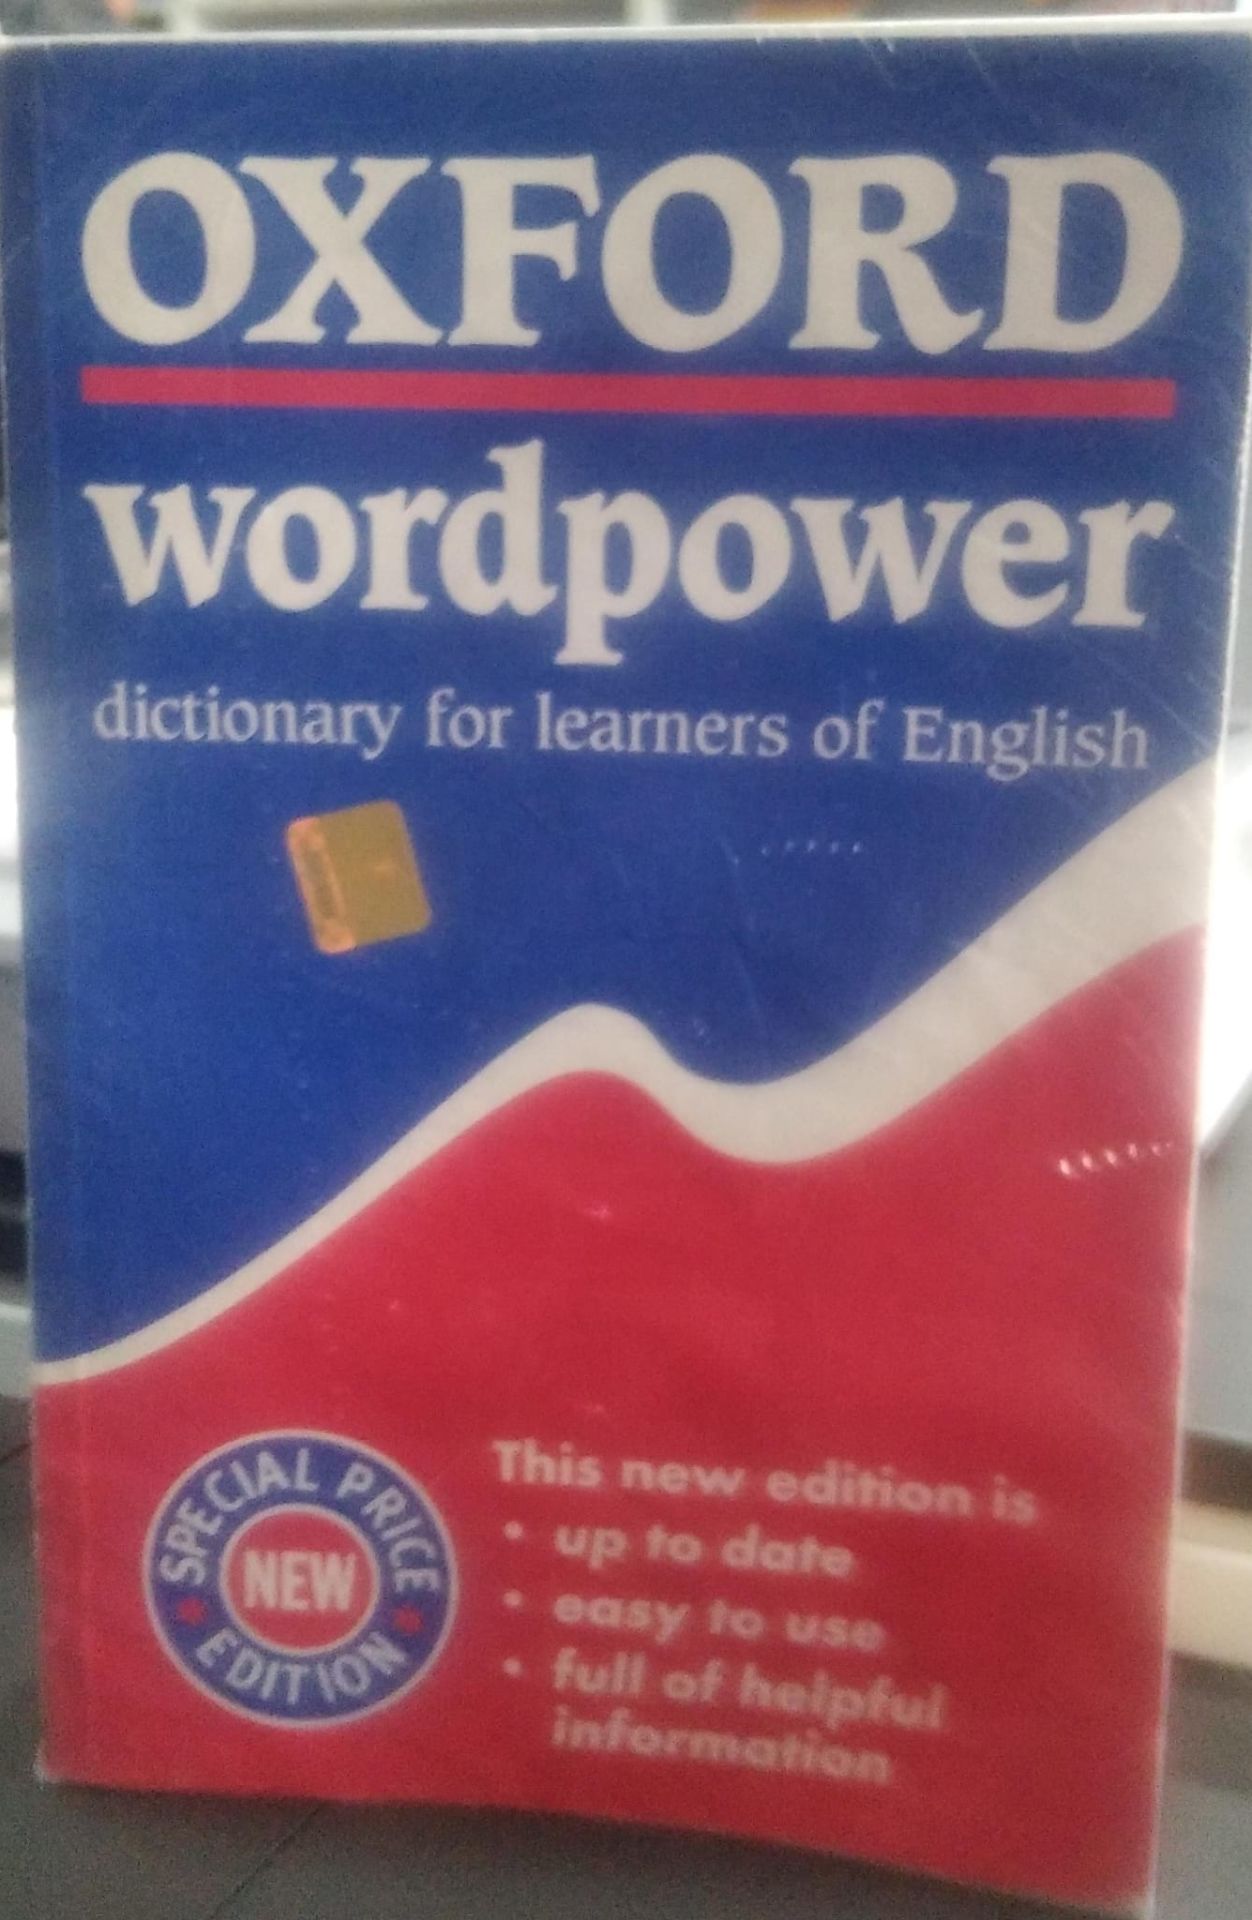 OXFORD
wordpower
dictionary for learners of English
SPECIAL PRICE
NEW
EDITION
This new edition is
• up to date
• easy to use
• full of helpful
information